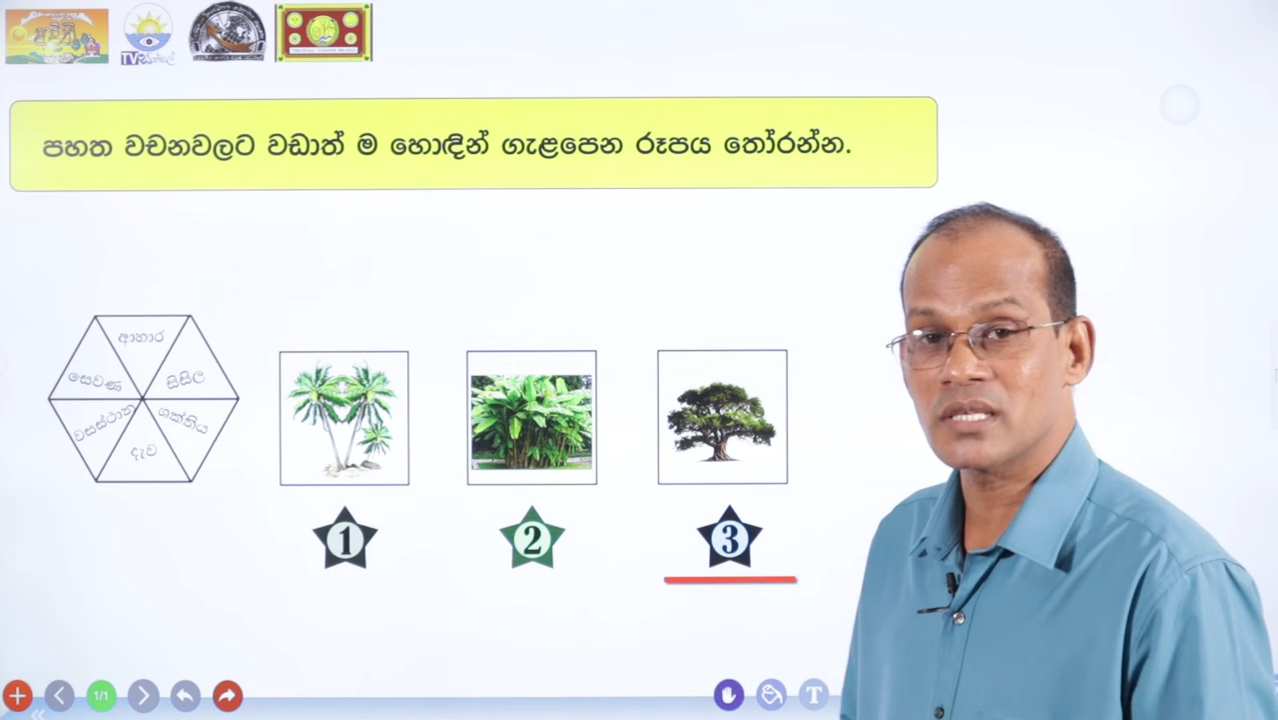 පහත වචනවලට වඩාත් ම හොඳින් ගැළපෙන රූපය තෝරන්න.
ආහාර
සෙවණ
සිසිල
වසස්ථාන
ශක්තිය
දැව
1
2
3
1/1
T